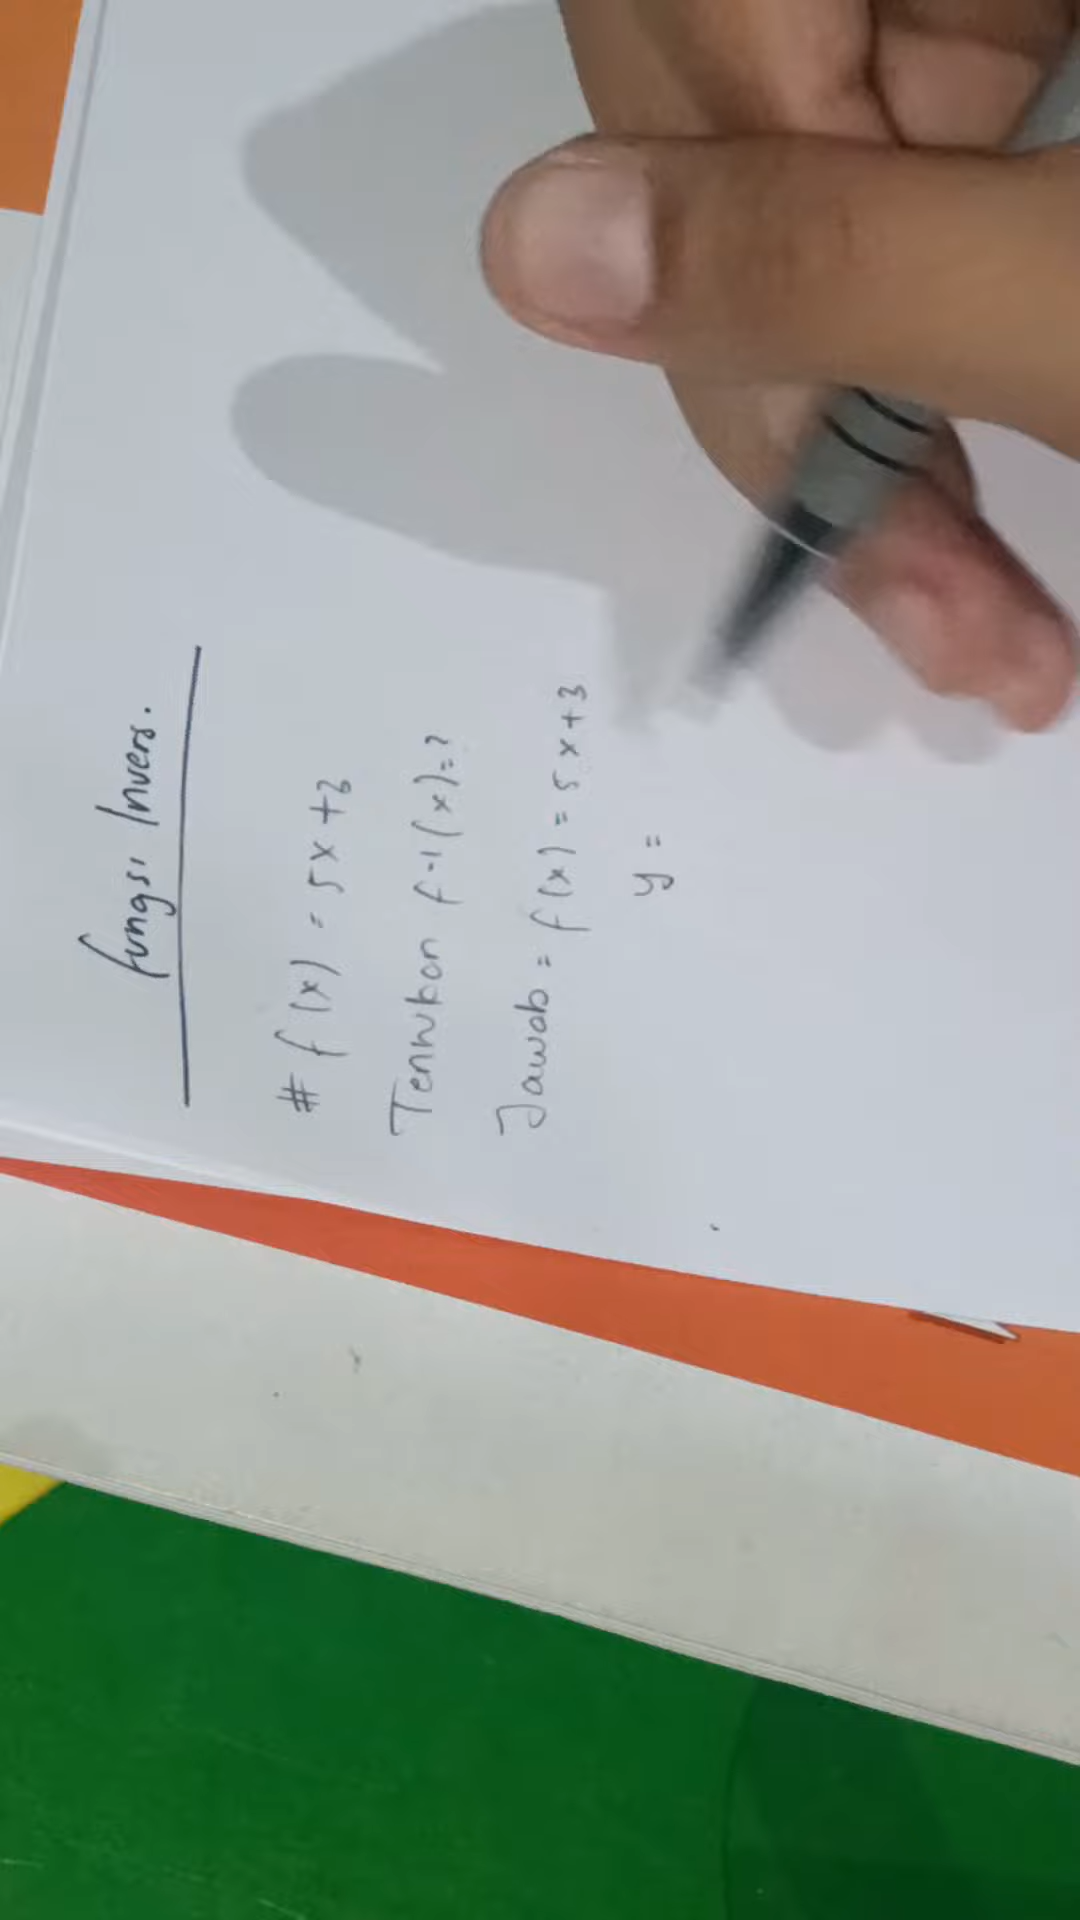 fungsi Invers.
# f(x) = 5x+3
Tentukan f-1(x)=?
Jawab = f(x) = 5x+3
y =